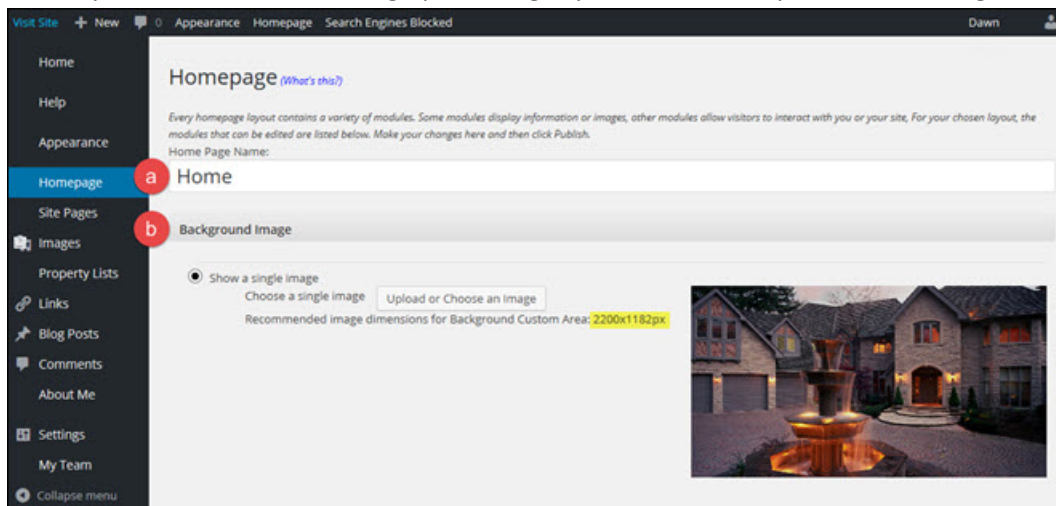 Visit Site + New 0 Appearance Homepage Search Engines Blocked Dawn
Home
Help
Appearance
Homepage
Site Pages
Images
Property Lists
Links
Blog Posts
Comments
About Me
Settings
My Team
Collapse menu
Homepage (What's this?)
Every homepage layout contains a variety of modules. Some modules display information or images, other modules allow visitors to interact with you or your site, For your chosen layout, the
modules that can be edited are listed below. Make your changes here and then click Publish.
Home Page Name:
a Home
b Background Image
Show a single image
Choose a single image Upload or Choose an Image
Recommended image dimensions for Background Custom Area: 2200x1182px